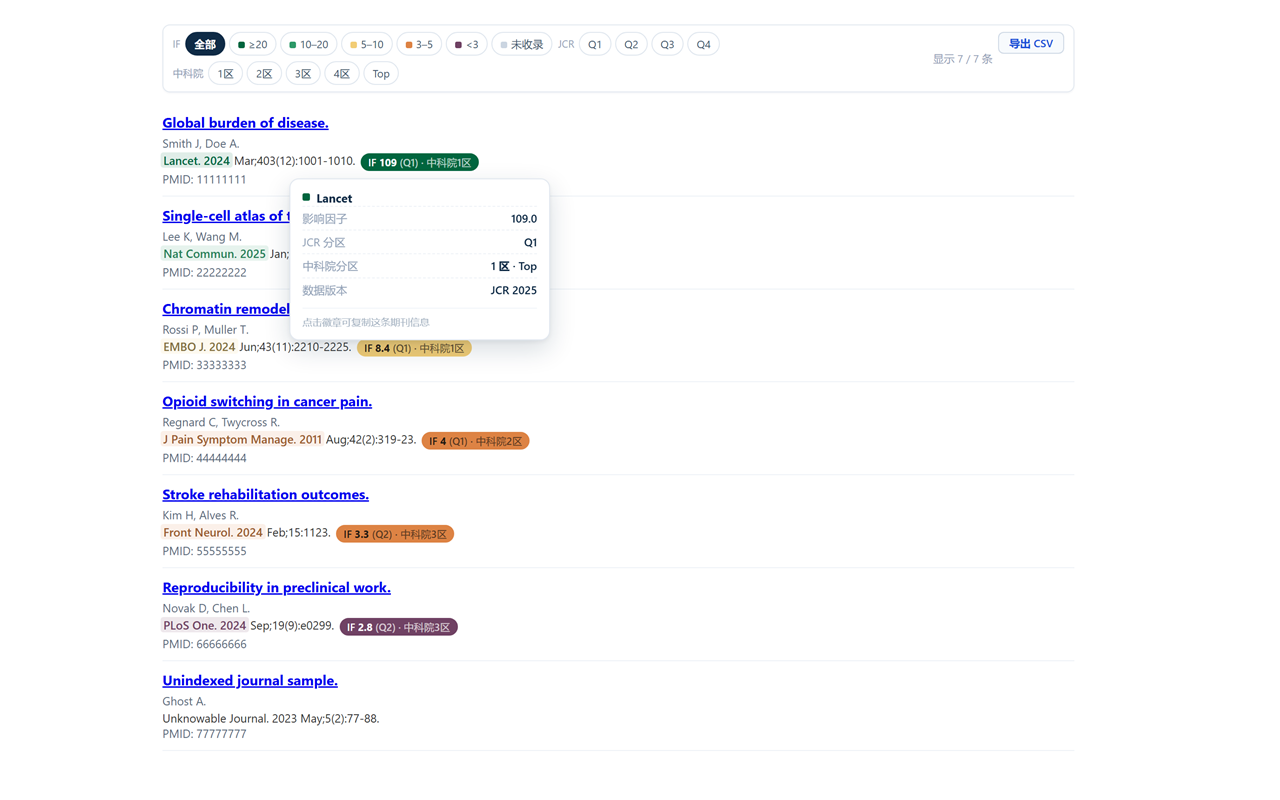 IF 全部 ≥20 10–20 5–10 3–5 <3 未收录 JCR Q1 Q2 Q3 Q4
显示 7 / 7 条
导出 CSV
中科院 1区 2区 3区 4区 Top
Global burden of disease.
Smith J, Doe A.
Lancet. 2024 Mar;403(12):1001-1010. IF 109 (Q1) · 中科院1区
PMID: 11111111
Lancet
影响因子 109.0
JCR 分区 Q1
中科院分区 1 区 · Top
数据版本 JCR 2025
点击徽章可复制这条期刊信息
Single-cell atlas of
Lee K, Wang M.
Nat Commun. 2025 Jan;
PMID: 22222222
Chromatin remodel
Rossi P, Muller T.
EMBO J. 2024 Jun;43(11):2210-2225. IF 8.4 (Q1) · 中科院1区
PMID: 33333333
Opioid switching in cancer pain.
Regnard C, Twycross R.
J Pain Symptom Manage. 2011 Aug;42(2):319-23. IF 4 (Q1) · 中科院2区
PMID: 44444444
Stroke rehabilitation outcomes.
Kim H, Alves R.
Front Neurol. 2024 Feb;15:1123. IF 3.3 (Q2) · 中科院3区
PMID: 55555555
Reproducibility in preclinical work.
Novak D, Chen L.
PLoS One. 2024 Sep;19(9):e0299. IF 2.8 (Q2) · 中科院3区
PMID: 66666666
Unindexed journal sample.
Ghost A.
Unknowable Journal. 2023 May;5(2):77-88.
PMID: 77777777